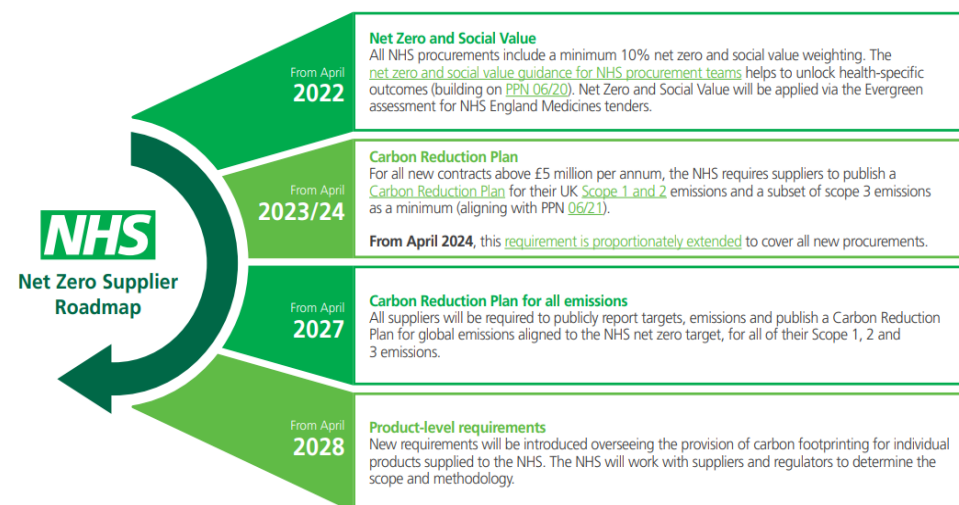 NHS
Net Zero Supplier
Roadmap
From April
2022
Net Zero and Social Value
All NHS procurements include a minimum 10% net zero and social value weighting. The
net zero and social value guidance for NHS procurement teams helps to unlock health-specific
outcomes (building on PPN 06/20). Net Zero and Social Value will be applied via the Evergreen
assessment for NHS England Medicines tenders.
From April
2023/24
Carbon Reduction Plan
For all new contracts above £5 million per annum, the NHS requires suppliers to publish a
Carbon Reduction Plan for their UK Scope 1 and 2 emissions and a subset of scope 3 emissions
as a minimum (aligning with PPN 06/21).
From April 2024, this requirement is proportionately extended to cover all new procurements.
From April
2027
Carbon Reduction Plan for all emissions
All suppliers will be required to publicly report targets, emissions and publish a Carbon Reduction
Plan for global emissions aligned to the NHS net zero target, for all of their Scope 1, 2 and
3 emissions.
From April
2028
Product-level requirements
New requirements will be introduced overseeing the provision of carbon footprinting for individual
products supplied to the NHS. The NHS will work with suppliers and regulators to determine the
scope and methodology.